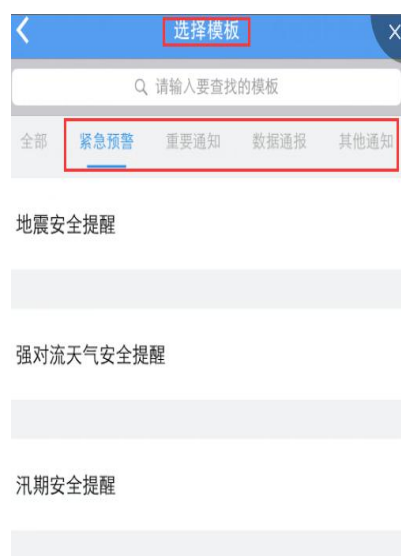 选择模板 X
请输入要查找的模板
全部 紧急预警 重要通知 数据通报 其他通知
地震安全提醒
强对流天气安全提醒
汛期安全提醒